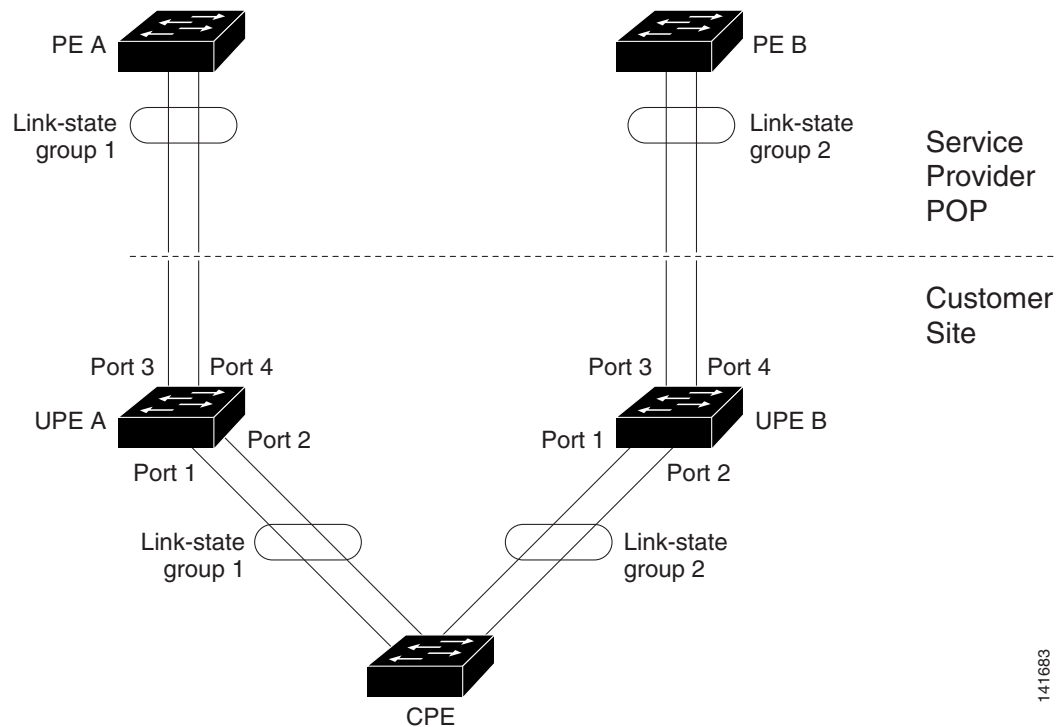 PE A
PE B
Link-state
group 1
Link-state
group 2
Service
Provider
POP
Customer
Site
Port 3
Port 4
Port 3
Port 4
UPE A
UPE B
Port 2
Port 1
Port 1
Port 2
Link-state
group 1
Link-state
group 2
CPE
141683